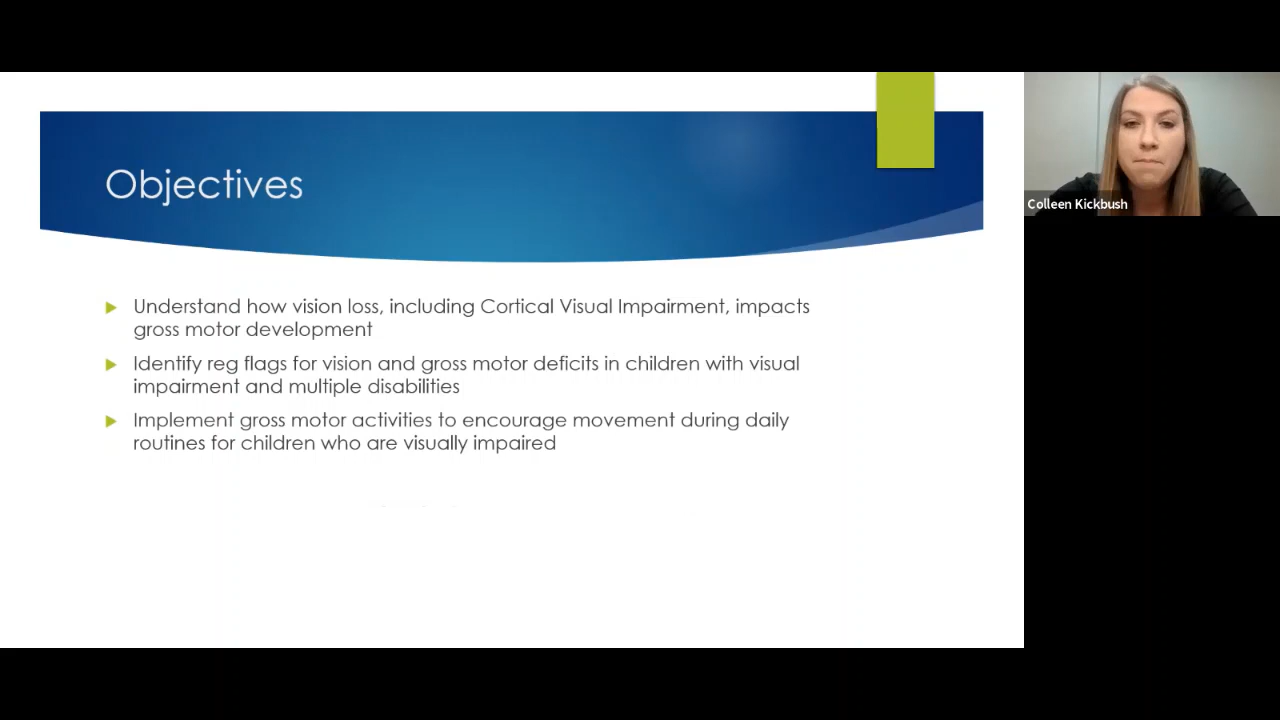 Objectives
Understand how vision loss, including Cortical Visual Impairment, impacts
gross motor development
Identify reg flags for vision and gross motor deficits in children with visual
impairment and multiple disabilities
Implement gross motor activities to encourage movement during daily
routines for children who are visually impaired
Colleen Kickbush